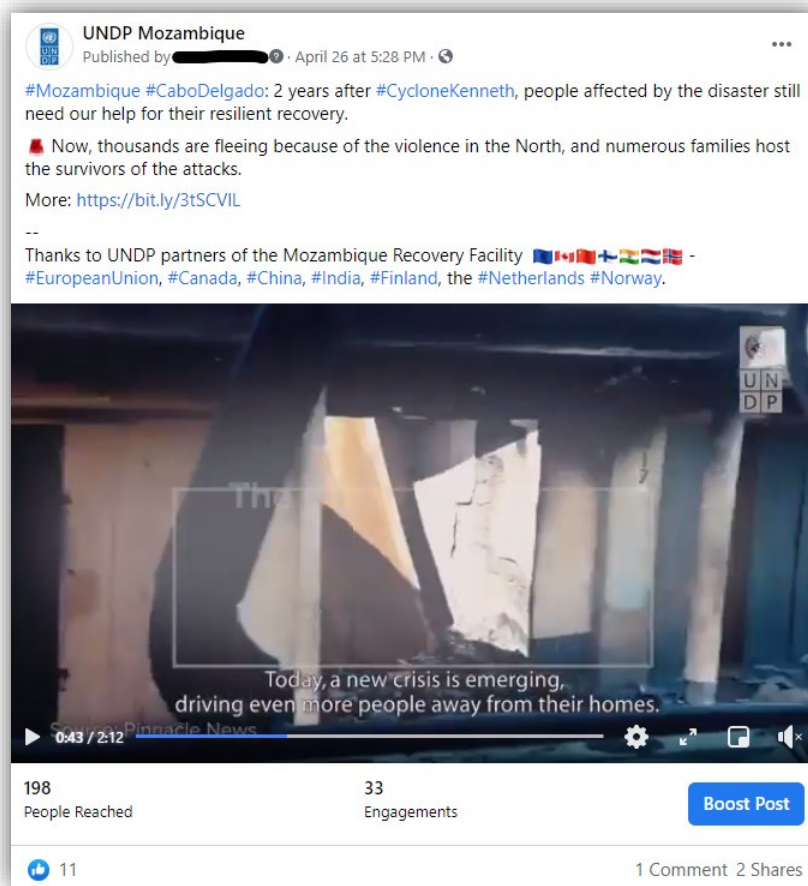 UNDP Mozambique
Published by · April 26 at 5:28 PM ·
#Mozambique #CaboDelgado: 2 years after #CycloneKenneth, people affected by the disaster still
need our help for their resilient recovery.
Now, thousands are fleeing because of the violence in the North, and numerous families host
the survivors of the attacks.
More: https://bit.ly/3tSCVIL
--
Thanks to UNDP partners of the Mozambique Recovery Facility 🇪🇺🇨🇦🇨🇳🇫🇮🇮🇳🇳🇱🇳🇴 -
#EuropeanUnion, #Canada, #China, #India, #Finland, the #Netherlands #Norway.
U N
D P
The
Today, a new crisis is emerging,
driving even more people away from their homes.
Source: Pinnacle News
0:43 / 2:12
198
People Reached
33
Engagements
Boost Post
11
1 Comment 2 Shares